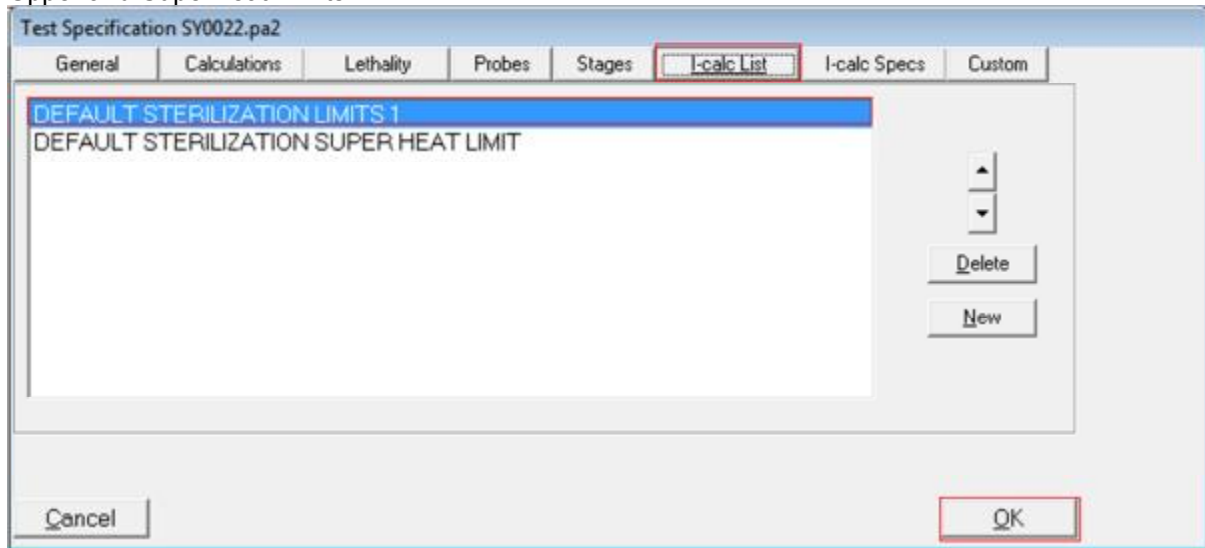 Test Specification SY0022.pa2
General Calculations Lethality Probes Stages I-calc List I-calc Specs Custom
DEFAULT STERILIZATION LIMITS 1
DEFAULT STERILIZATION SUPER HEAT LIMIT
Delete
New
Cancel OK